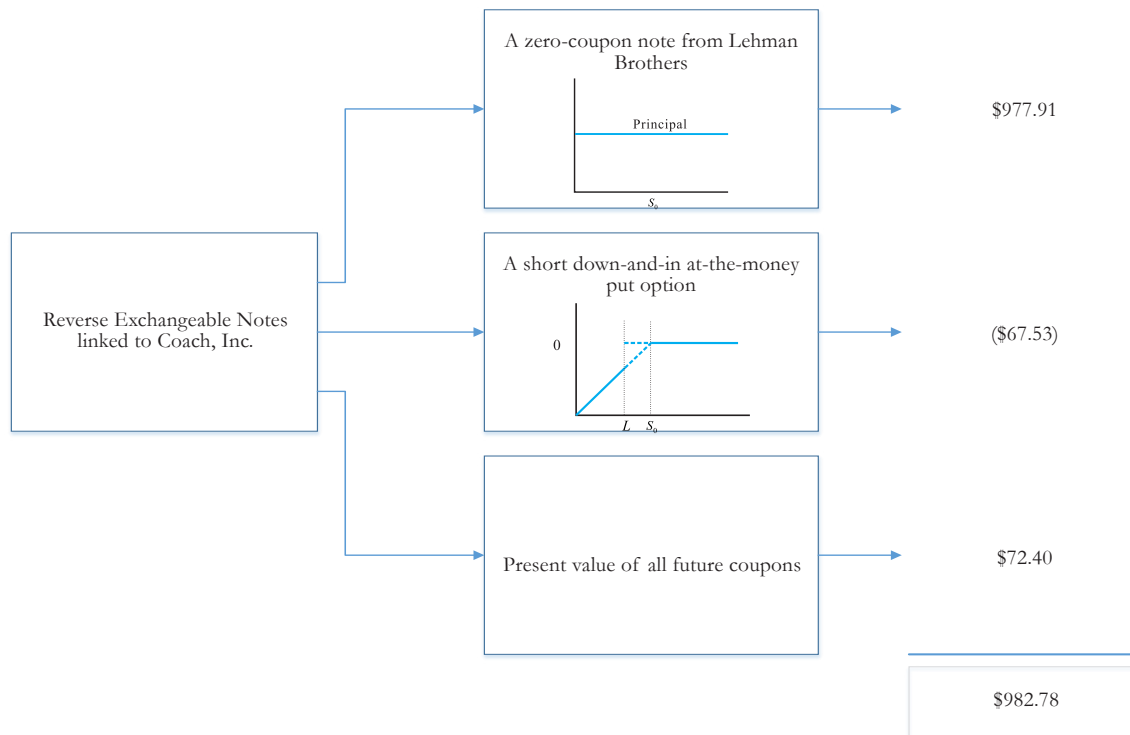 A zero-coupon note from Lehman
Brothers
Principal
S₀
$977.91
Reverse Exchangeable Notes
linked to Coach, Inc.
A short down-and-in at-the-money
put option
0
L S₀
($67.53)
Present value of all future coupons
$72.40
$982.78